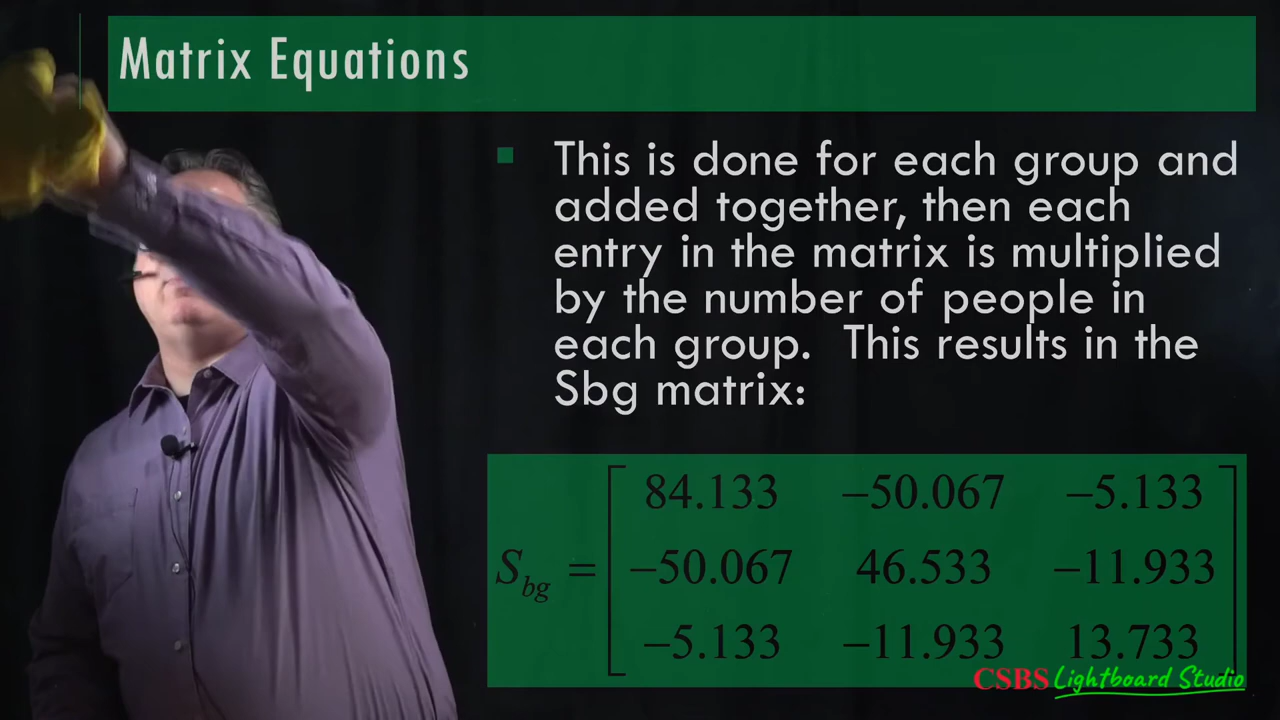 Matrix Equations
This is done for each group and
added together, then each
entry in the matrix is multiplied
by the number of people in
each group. This results in the
Sbg matrix:
84.133 −50.067 −5.133
S_bg = −50.067 46.533 −11.933
−5.133 −11.933 13.733
CSBS Lightboard Studio